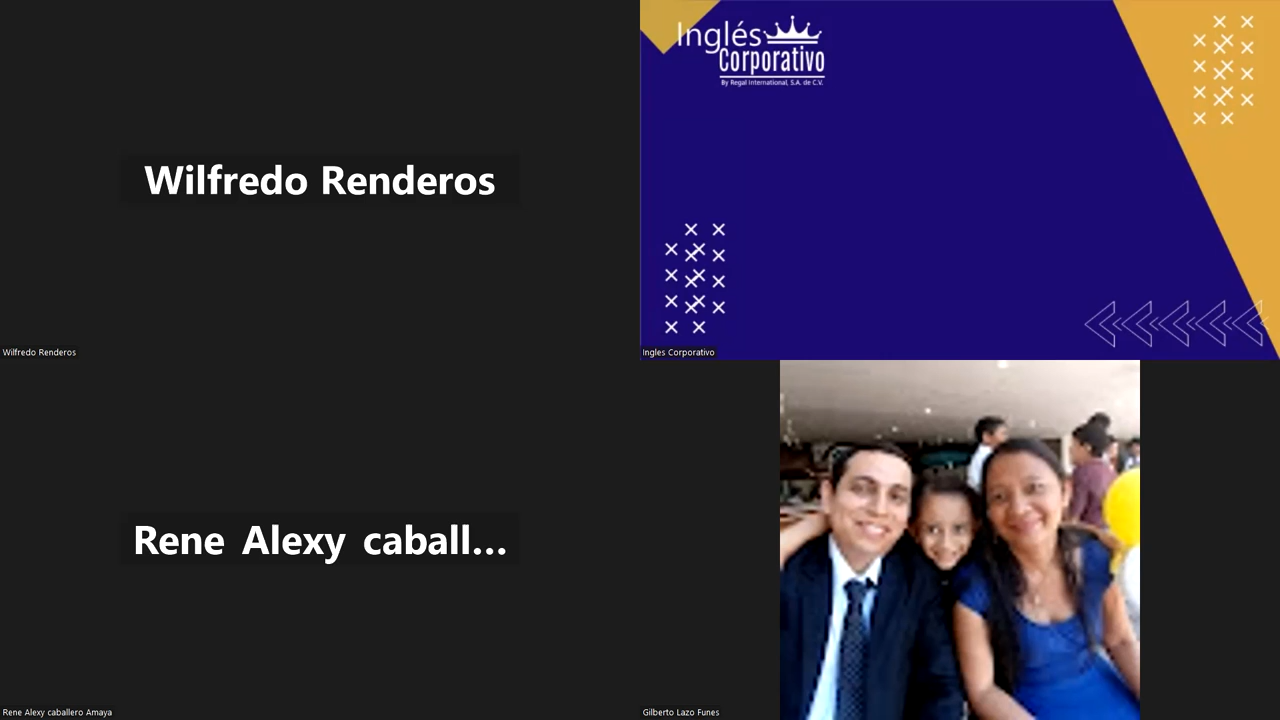 Wilfredo Renderos
Wilfredo Renderos
Inglés
Corporativo
By Regal International, S.A. de C.V.
Ingles Corporativo
Rene Alexy caball...
Rene Alexy caballero Amaya
Gilberto Lazo Funes